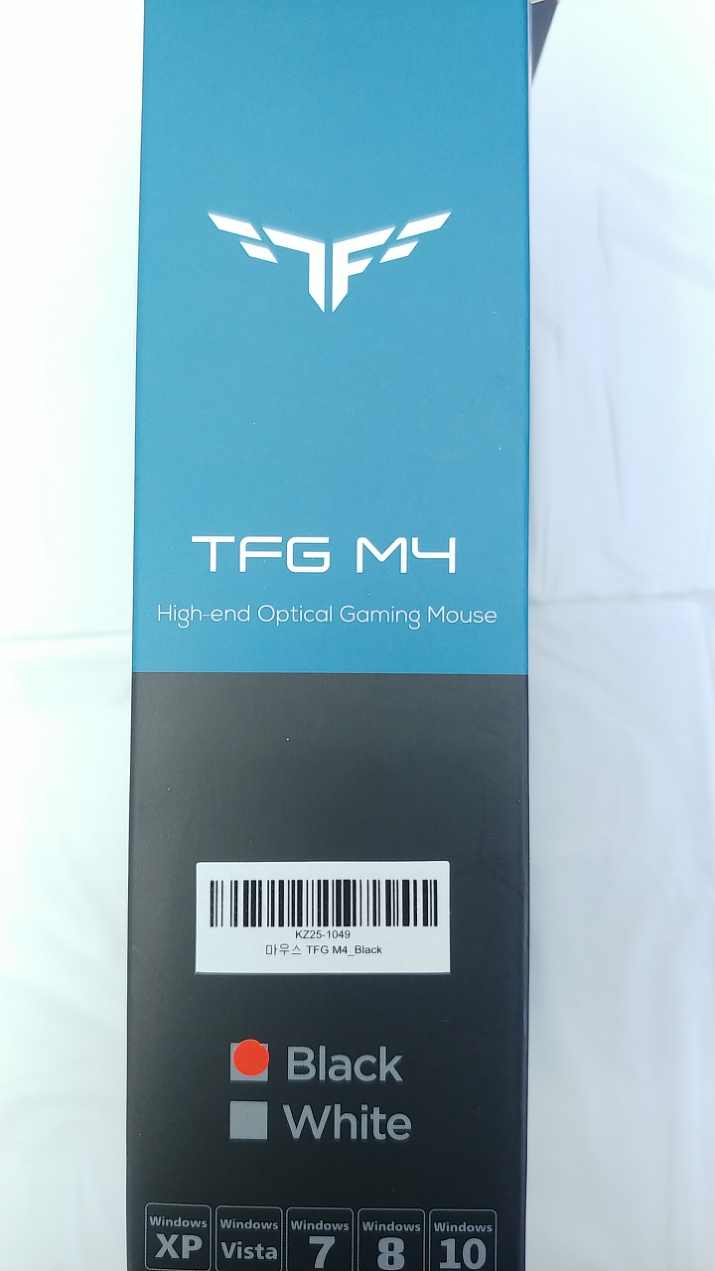 TFG M4
High-end Optical Gaming Mouse
KZ25-1049
마우스 TFG M4_Black
Black
White
Windows XP
Windows Vista
Windows 7
Windows 8
Windows 10